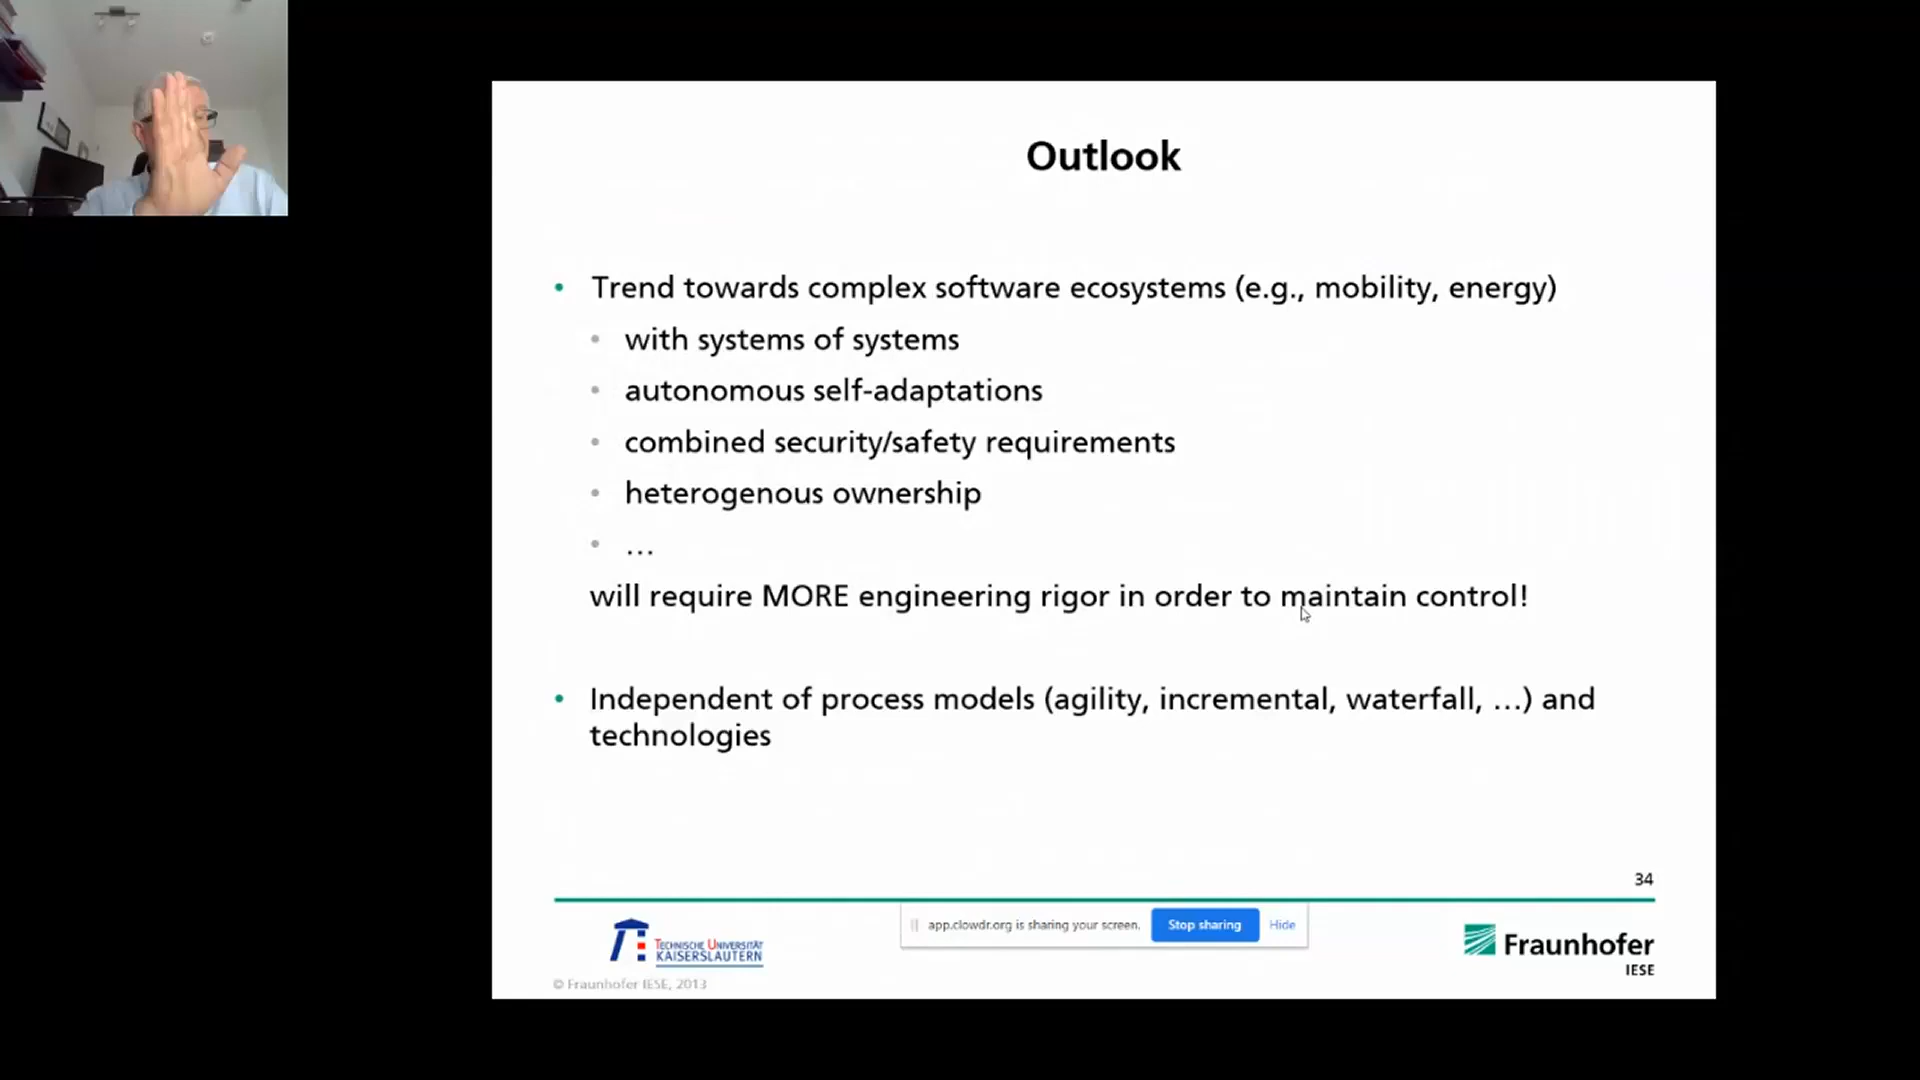 Outlook
• Trend towards complex software ecosystems (e.g., mobility, energy)
• with systems of systems
• autonomous self-adaptations
• combined security/safety requirements
• heterogenous ownership
• …
will require MORE engineering rigor in order to maintain control!
• Independent of process models (agility, incremental, waterfall, …) and
technologies
34
TECHNISCHE UNIVERSITÄT
KAISERSLAUTERN
app.clowdr.org is sharing your screen. Stop sharing Hide
Fraunhofer
IESE
© Fraunhofer IESE, 2013